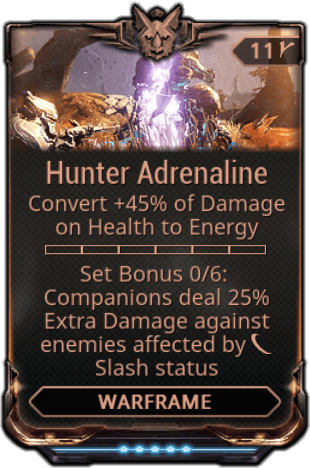 11
Hunter Adrenaline
Convert +45% of Damage
on Health to Energy
Set Bonus 0/6:
Companions deal 25%
Extra Damage against
enemies affected by
Slash status
WARFRAME